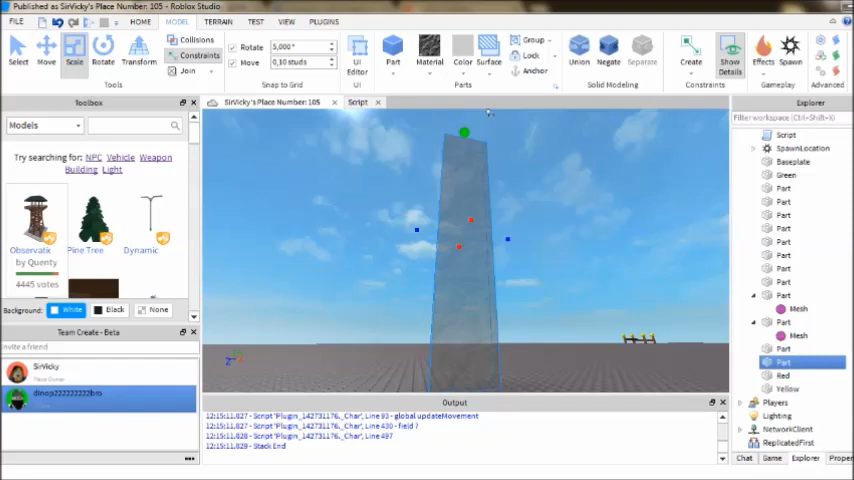 Published as SirVicky's Place Number: 105 - Roblox Studio
FILE HOME MODEL TERRAIN TEST VIEW PLUGINS
Select Move Scale Rotate Transform
Collisions
Constraints
Join
Tools
Rotate 5,000°
Move 0,10 studs
Snap to Grid
UI Editor
UI
Part Material Color Surface
Group
Lock
Anchor
Parts
Union Negate Separate
Solid Modeling
Create Show Details
Constraints
Effects Spawn
Gameplay
Advanced
Toolbox
Models
Try searching for: NPC Vehicle Weapon
Building Light
Observatic Pine Tree Dynamic
by Quenty
4445 votes
Background: White Black None
Team Create - Beta
Invite a friend
SirVicky
Place Owner
dinop222222222bro
SirVicky's Place Number: 105 Script
Z
Output
12:15:11.827 - Script 'Plugin_142731176._Char', Line 93 - global updateMovement
12:15:11.828 - Script 'Plugin_142731176._Char', Line 430 - field ?
12:15:11.828 - Script 'Plugin_142731176._Char', Line 497
12:15:11.829 - Stack End
Explorer
Filter workspace (Ctrl+Shift+X)
Script
SpawnLocation
Baseplate
Green
Part
Part
Part
Part
Part
Part
Part
Part
Part
Mesh
Part
Mesh
Part
Part
Red
Yellow
Players
Lighting
NetworkClient
ReplicatedFirst
Chat Game Explorer Proper